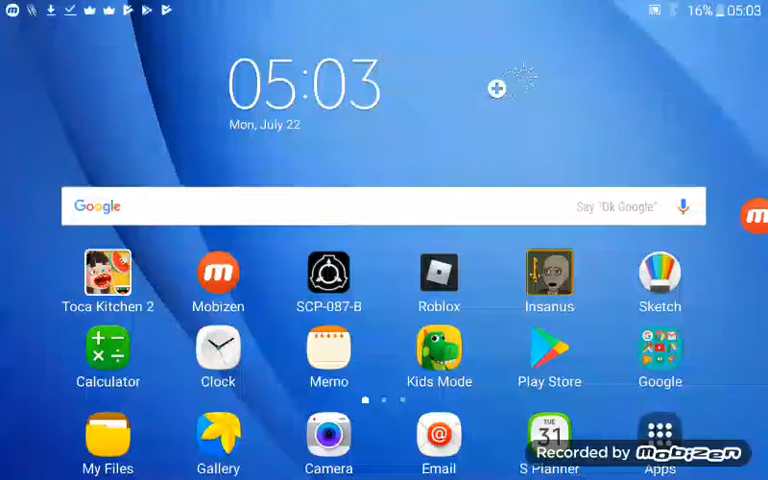 16% 05:03
05:03
Mon, July 22
Google Say "Ok Google"
Toca Kitchen 2 Mobizen SCP-087-B Roblox Insanus Sketch
Calculator Clock Memo Kids Mode Play Store Google
TUE
31
My Files Gallery Camera Email S Planner Apps
Recorded by mobizen